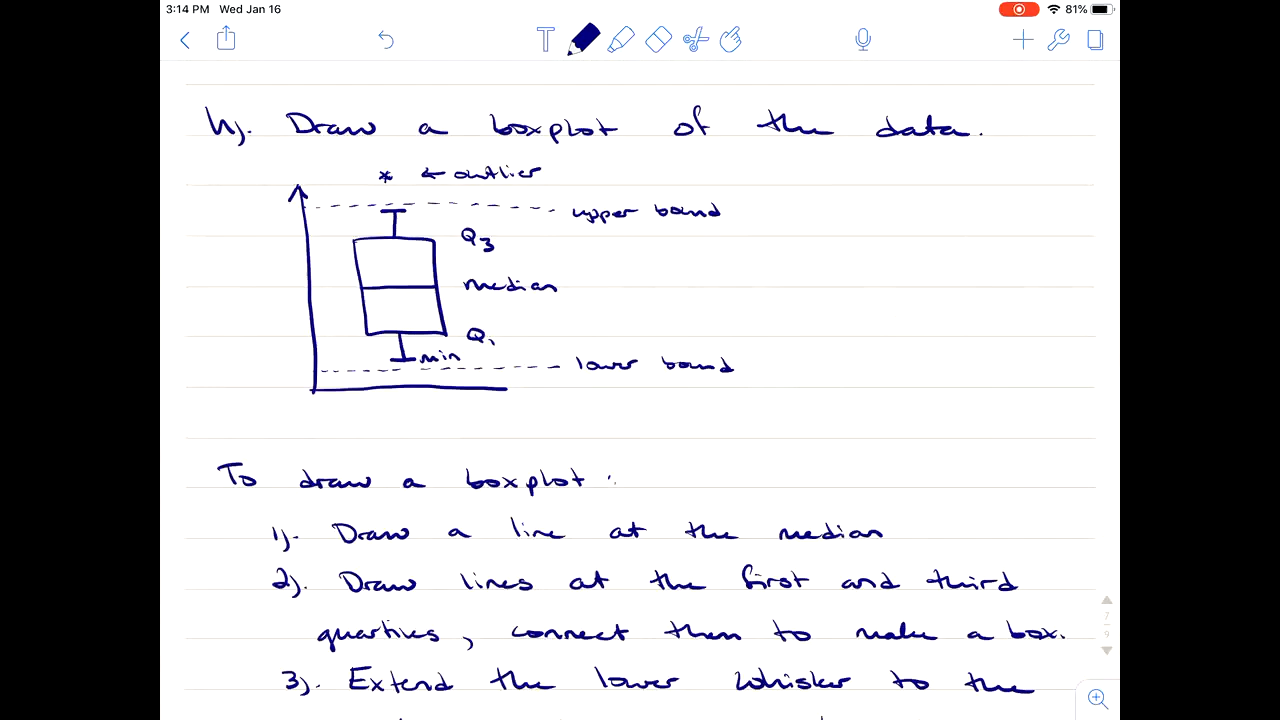 3:14 PM Wed Jan 16
81%
T
h). Draw a boxplot of the data.
* ← outlier
upper bound
Q3
median
Q1
min
lower bound
To draw a boxplot :
1). Draw a line at the median
2). Draw lines at the first and third
quartiles, connect them to make a box.
7
9
3). Extend the lower whisker to the